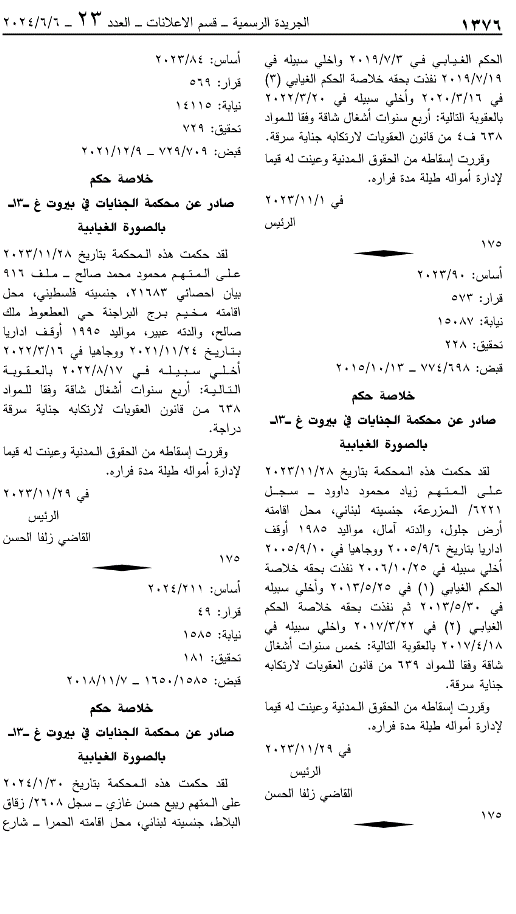 ١٣٧٦
الجريدة الرسمية ــ قسم الاعلانات ــ العدد ٢٣ ــ ٢٠٢٤/٦/٦
الحكم الغيابي في ٢٠١٩/٧/٣ واخلي سبيله في
٢٠١٩/٧/١٩ نفذت بحقه خلاصة الحكم الغيابي (٣)
في ٢٠٢٠/٣/١٦ وأخلي سبيله في ٢٠٢٢/٣/٢٠
بالعقوبة التالية: أربع سنوات أشغال شاقة وفقا للمواد
٦٣٨ ف٤ من قانون العقوبات لارتكابه جناية سرقة.
وقررت إسقاطه من الحقوق المدنية وعينت له قيما
لإدارة أمواله طيلة مدة فراره.
في ٢٠٢٣/١١/١
الرئيس
١٧٥
أساس: ٢٠٢٣/٩٠
قرار: ٥٧٣
نيابة: ١٥٠٨٧
تحقيق: ٢٢٨
قبض: ٧٧٤/٦٩٨ ــ ٢٠١٥/١٠/١٣
خلاصة حكم
صادر عن محكمة الجنايات في بيروت غ ــ١٣ـ
بالصورة الغيابية
لقد حكمت هذه المحكمة بتاريخ ٢٠٢٣/١١/٢٨
على المتهم زياد محمود داوود ــ سجل
٦٢٢١/ المزرعة، جنسيته لبناني، محل اقامته
أرض جلول، والدته آمال، مواليد ١٩٨٥ أوقف
اداريا بتاريخ ٢٠٠٥/٩/٦ ووجاهيا في ٢٠٠٥/٩/١٠
أخلي سبيله في ٢٠٠٦/١٠/٢٥ نفذت بحقه خلاصة
الحكم الغيابي (١) في ٢٠١٣/٥/٢٥ وأخلي سبيله
في ٢٠١٣/٥/٣٠ ثم نفذت بحقه خلاصة الحكم
الغيابي (٢) في ٢٠١٧/٣/٢٢ واخلي سبيله في
٢٠١٧/٤/١٨ بالعقوبة التالية: خمس سنوات أشغال
شاقة وفقا للمواد ٦٣٩ من قانون العقوبات لارتكابه
جناية سرقة.
وقررت إسقاطه من الحقوق المدنية وعينت له قيما
لإدارة أمواله طيلة مدة فراره.
في ٢٠٢٣/١١/٢٩
الرئيس
القاضي زلفا الحسن
١٧٥
أساس: ٢٠٢٣/٨٤
قرار: ٥٦٩
نيابة: ١٤١١٥
تحقيق: ٧٢٩
قبض: ٧٢٩/٧٠٩ ــ ٢٠٢١/١٢/٩
خلاصة حكم
صادر عن محكمة الجنايات في بيروت غ ــ١٣ـ
بالصورة الغيابية
لقد حكمت هذه المحكمة بتاريخ ٢٠٢٣/١١/٢٨
على المتهم محمود محمد صالح ــ ملف ٩١٦
بيان احصائي ٢١٦٨٣، جنسيته فلسطيني، محل
اقامته مخيم برج البراجنة حي العطعوط ملك
صالح، والدته عبير، مواليد ١٩٩٥ أوقف اداريا
بتاريخ ٢٠٢١/١١/٢٤ ووجاهيا في ٢٠٢٢/٣/١٦
أخلي سبيله في ٢٠٢٢/٨/١٧ بالعقوبة
التالية: أربع سنوات أشغال شاقة وفقا للمواد
٦٣٨ من قانون العقوبات لارتكابه جناية سرقة
دراجة.
وقررت إسقاطه من الحقوق المدنية وعينت له قيما
لإدارة أمواله طيلة مدة فراره.
في ٢٠٢٣/١١/٢٩
الرئيس
القاضي زلفا الحسن
١٧٥
أساس: ٢٠٢٤/٢١١
قرار: ٤٩
نيابة: ١٥٨٥
تحقيق: ١٨١
قبض: ١٦٥٠/١٥٨٥ ــ ٢٠١٨/١١/٧
خلاصة حكم
صادر عن محكمة الجنايات في بيروت غ ــ١٣ـ
بالصورة الغيابية
لقد حكمت هذه المحكمة بتاريخ ٢٠٢٤/١/٣٠
على المتهم ربيع حسن غازي ــ سجل ٢٦٠٨/ زقاق
البلاط، جنسيته لبناني، محل اقامته الحمرا ــ شارع